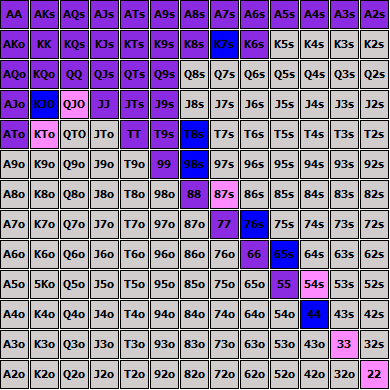 AA AKs AQs AJs ATs A9s A8s A7s A6s A5s A4s A3s A2s
AKo KK KQs KJs KTs K9s K8s K7s K6s K5s K4s K3s K2s
AQo KQo QQ QJs QTs Q9s Q8s Q7s Q6s Q5s Q4s Q3s Q2s
AJo KJO QJO JJ JTs J9s J8s J7s J6s J5s J4s J3s J2s
ATo KTo QTO JTo TT T9s T8s T7s T6s T5s T4s T3s T2s
A9o K9o Q9o J9o T9o 99 98s 97s 96s 95s 94s 93s 92s
A8o K8o Q8o J8o T8o 98o 88 87s 86s 85s 84s 83s 82s
A7o K7o Q7o J7o T7o 97o 87o 77 76s 75s 74s 73s 72s
A6o K6o Q6o J6o T6o 96o 86o 76o 66 65s 64s 63s 62s
A5o 5Ko Q5o J5o T5o 95o 85o 75o 65o 55 54s 53s 52s
A4o K4o Q4o J4o T4o 94o 84o 74o 64o 54o 44 43s 42s
A3o K3o Q3o J3o T3o 93o 83o 73o 63o 53o 43o 33 32s
A2o K2o Q2o J2o T2o 92o 82o 72o 62o 52o 42o 32o 22